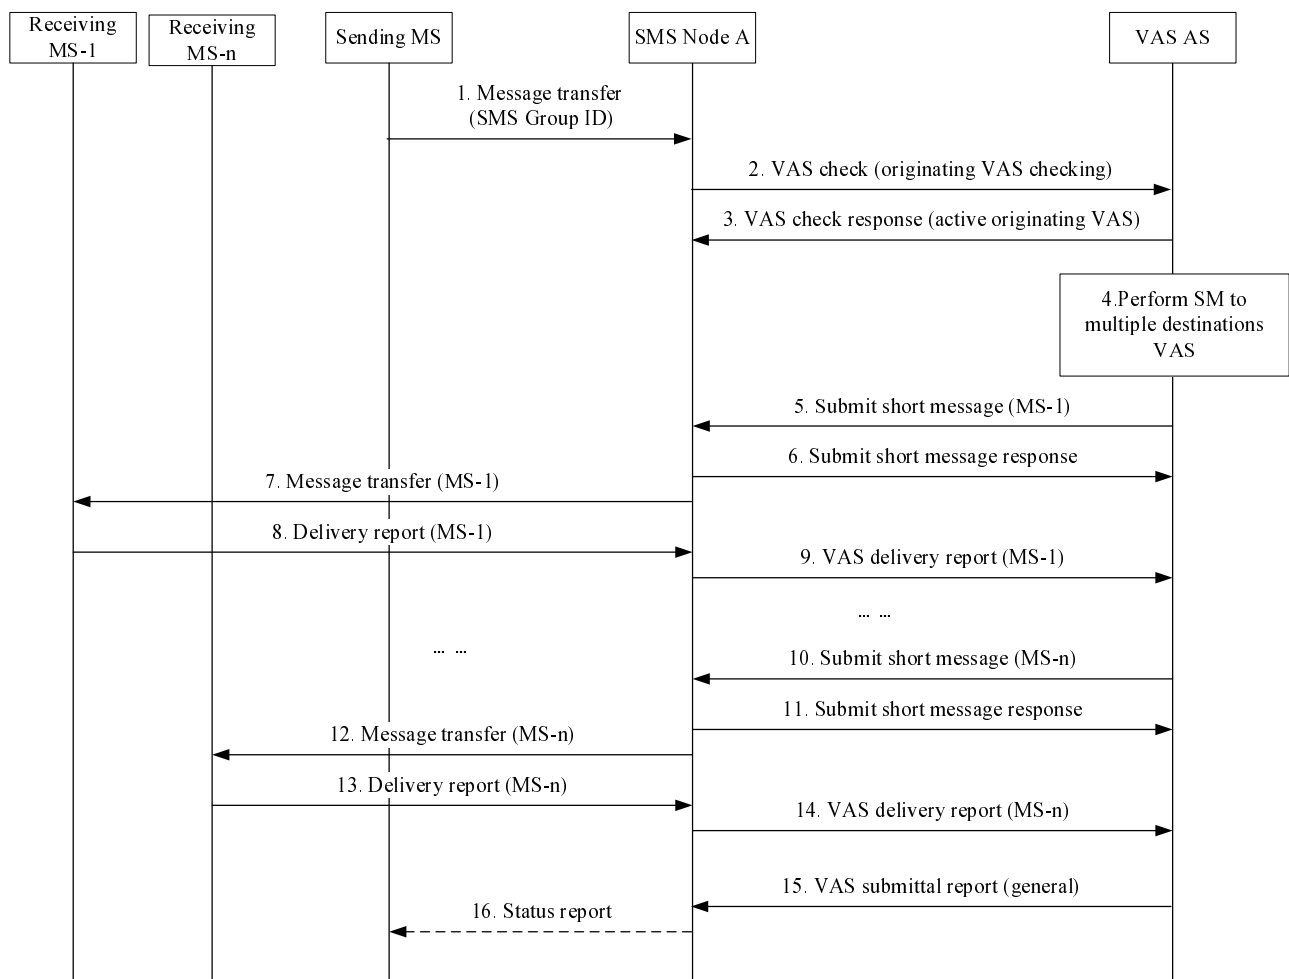 Receiving
MS-1
Receiving
MS-n
Sending MS
SMS Node A
VAS AS
1. Message transfer
(SMS Group ID)
2. VAS check (originating VAS checking)
3. VAS check response (active originating VAS)
4.Perform SM to
multiple destinations
VAS
5. Submit short message (MS-1)
6. Submit short message response
7. Message transfer (MS-1)
8. Delivery report (MS-1)
9. VAS delivery report (MS-1)
... ...
... ...
10. Submit short message (MS-n)
11. Submit short message response
12. Message transfer (MS-n)
13. Delivery report (MS-n)
14. VAS delivery report (MS-n)
15. VAS submittal report (general)
16. Status report